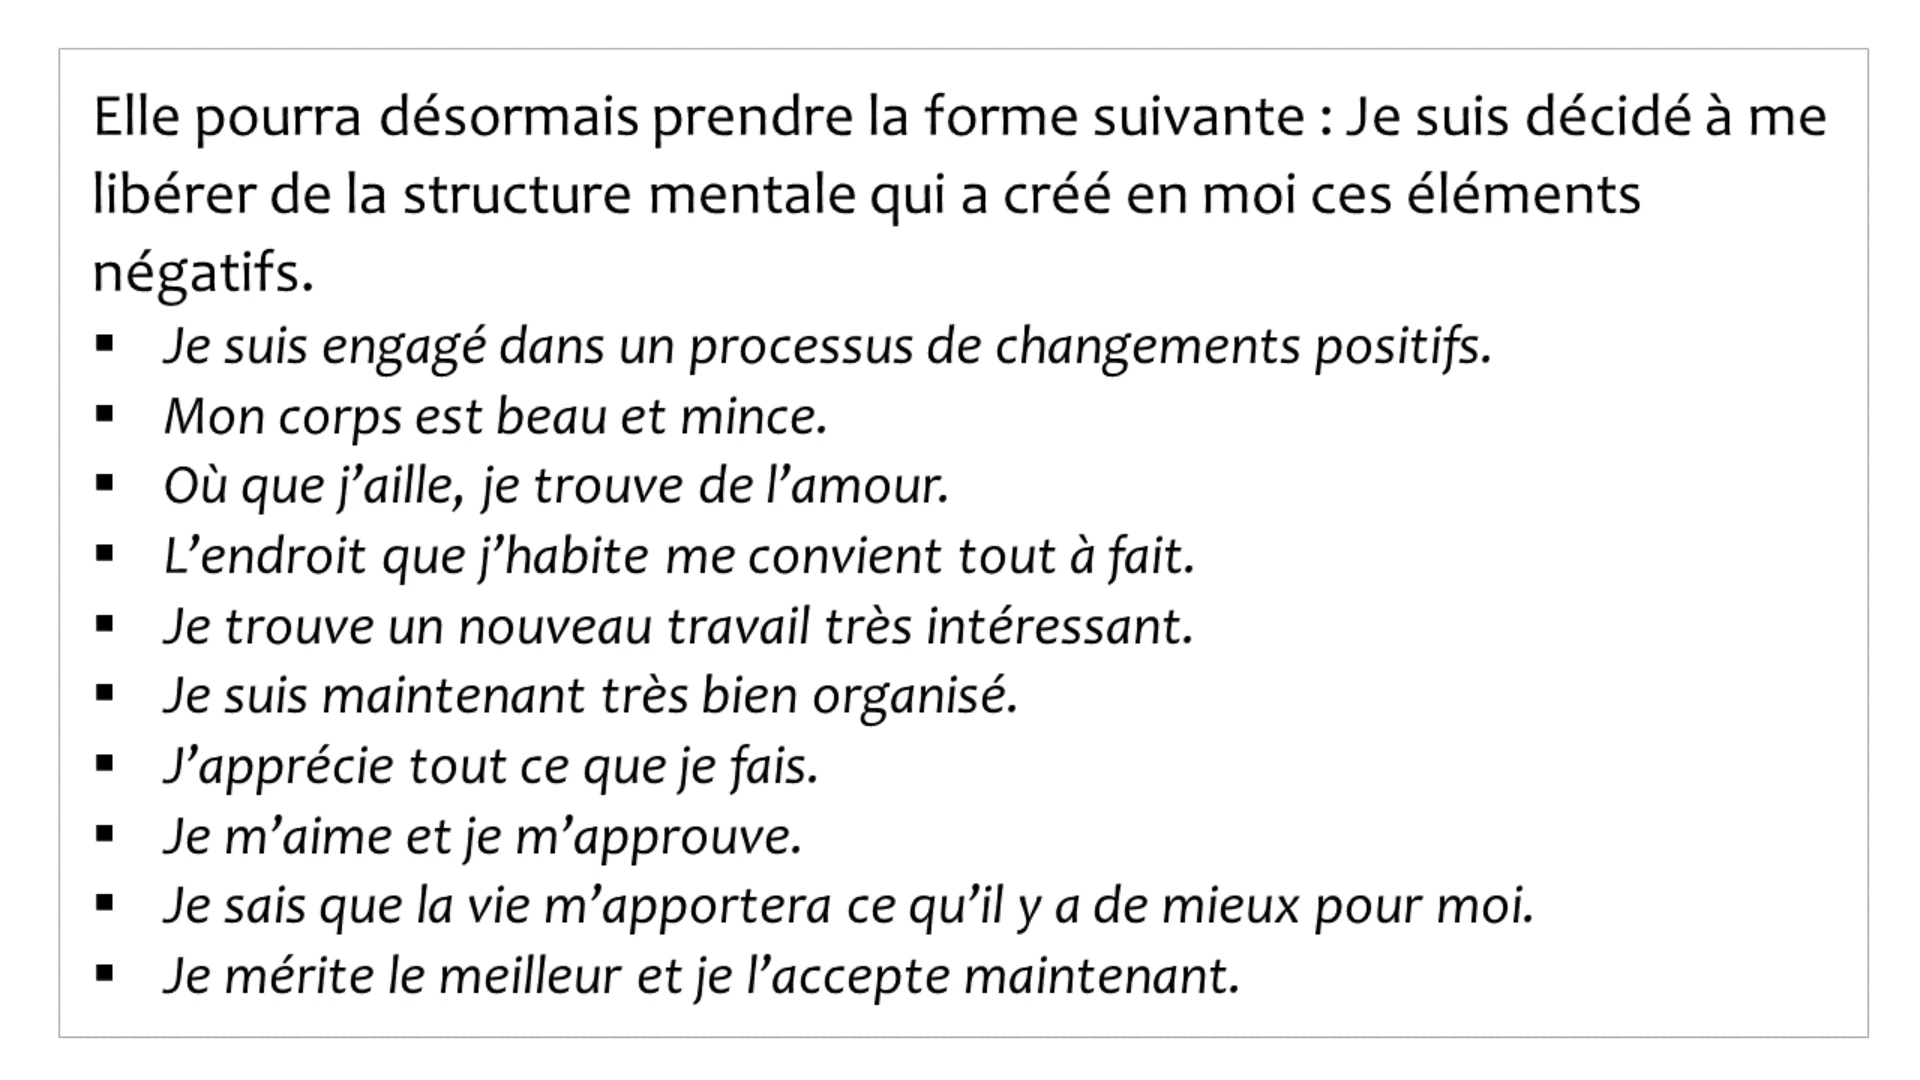 Elle pourra désormais prendre la forme suivante : Je suis décidé à me
libérer de la structure mentale qui a créé en moi ces éléments
négatifs.
▪ Je suis engagé dans un processus de changements positifs.
▪ Mon corps est beau et mince.
▪ Où que j’aille, je trouve de l’amour.
▪ L’endroit que j’habite me convient tout à fait.
▪ Je trouve un nouveau travail très intéressant.
▪ Je suis maintenant très bien organisé.
▪ J’apprécie tout ce que je fais.
▪ Je m’aime et je m’approuve.
▪ Je sais que la vie m’apportera ce qu’il y a de mieux pour moi.
▪ Je mérite le meilleur et je l’accepte maintenant.